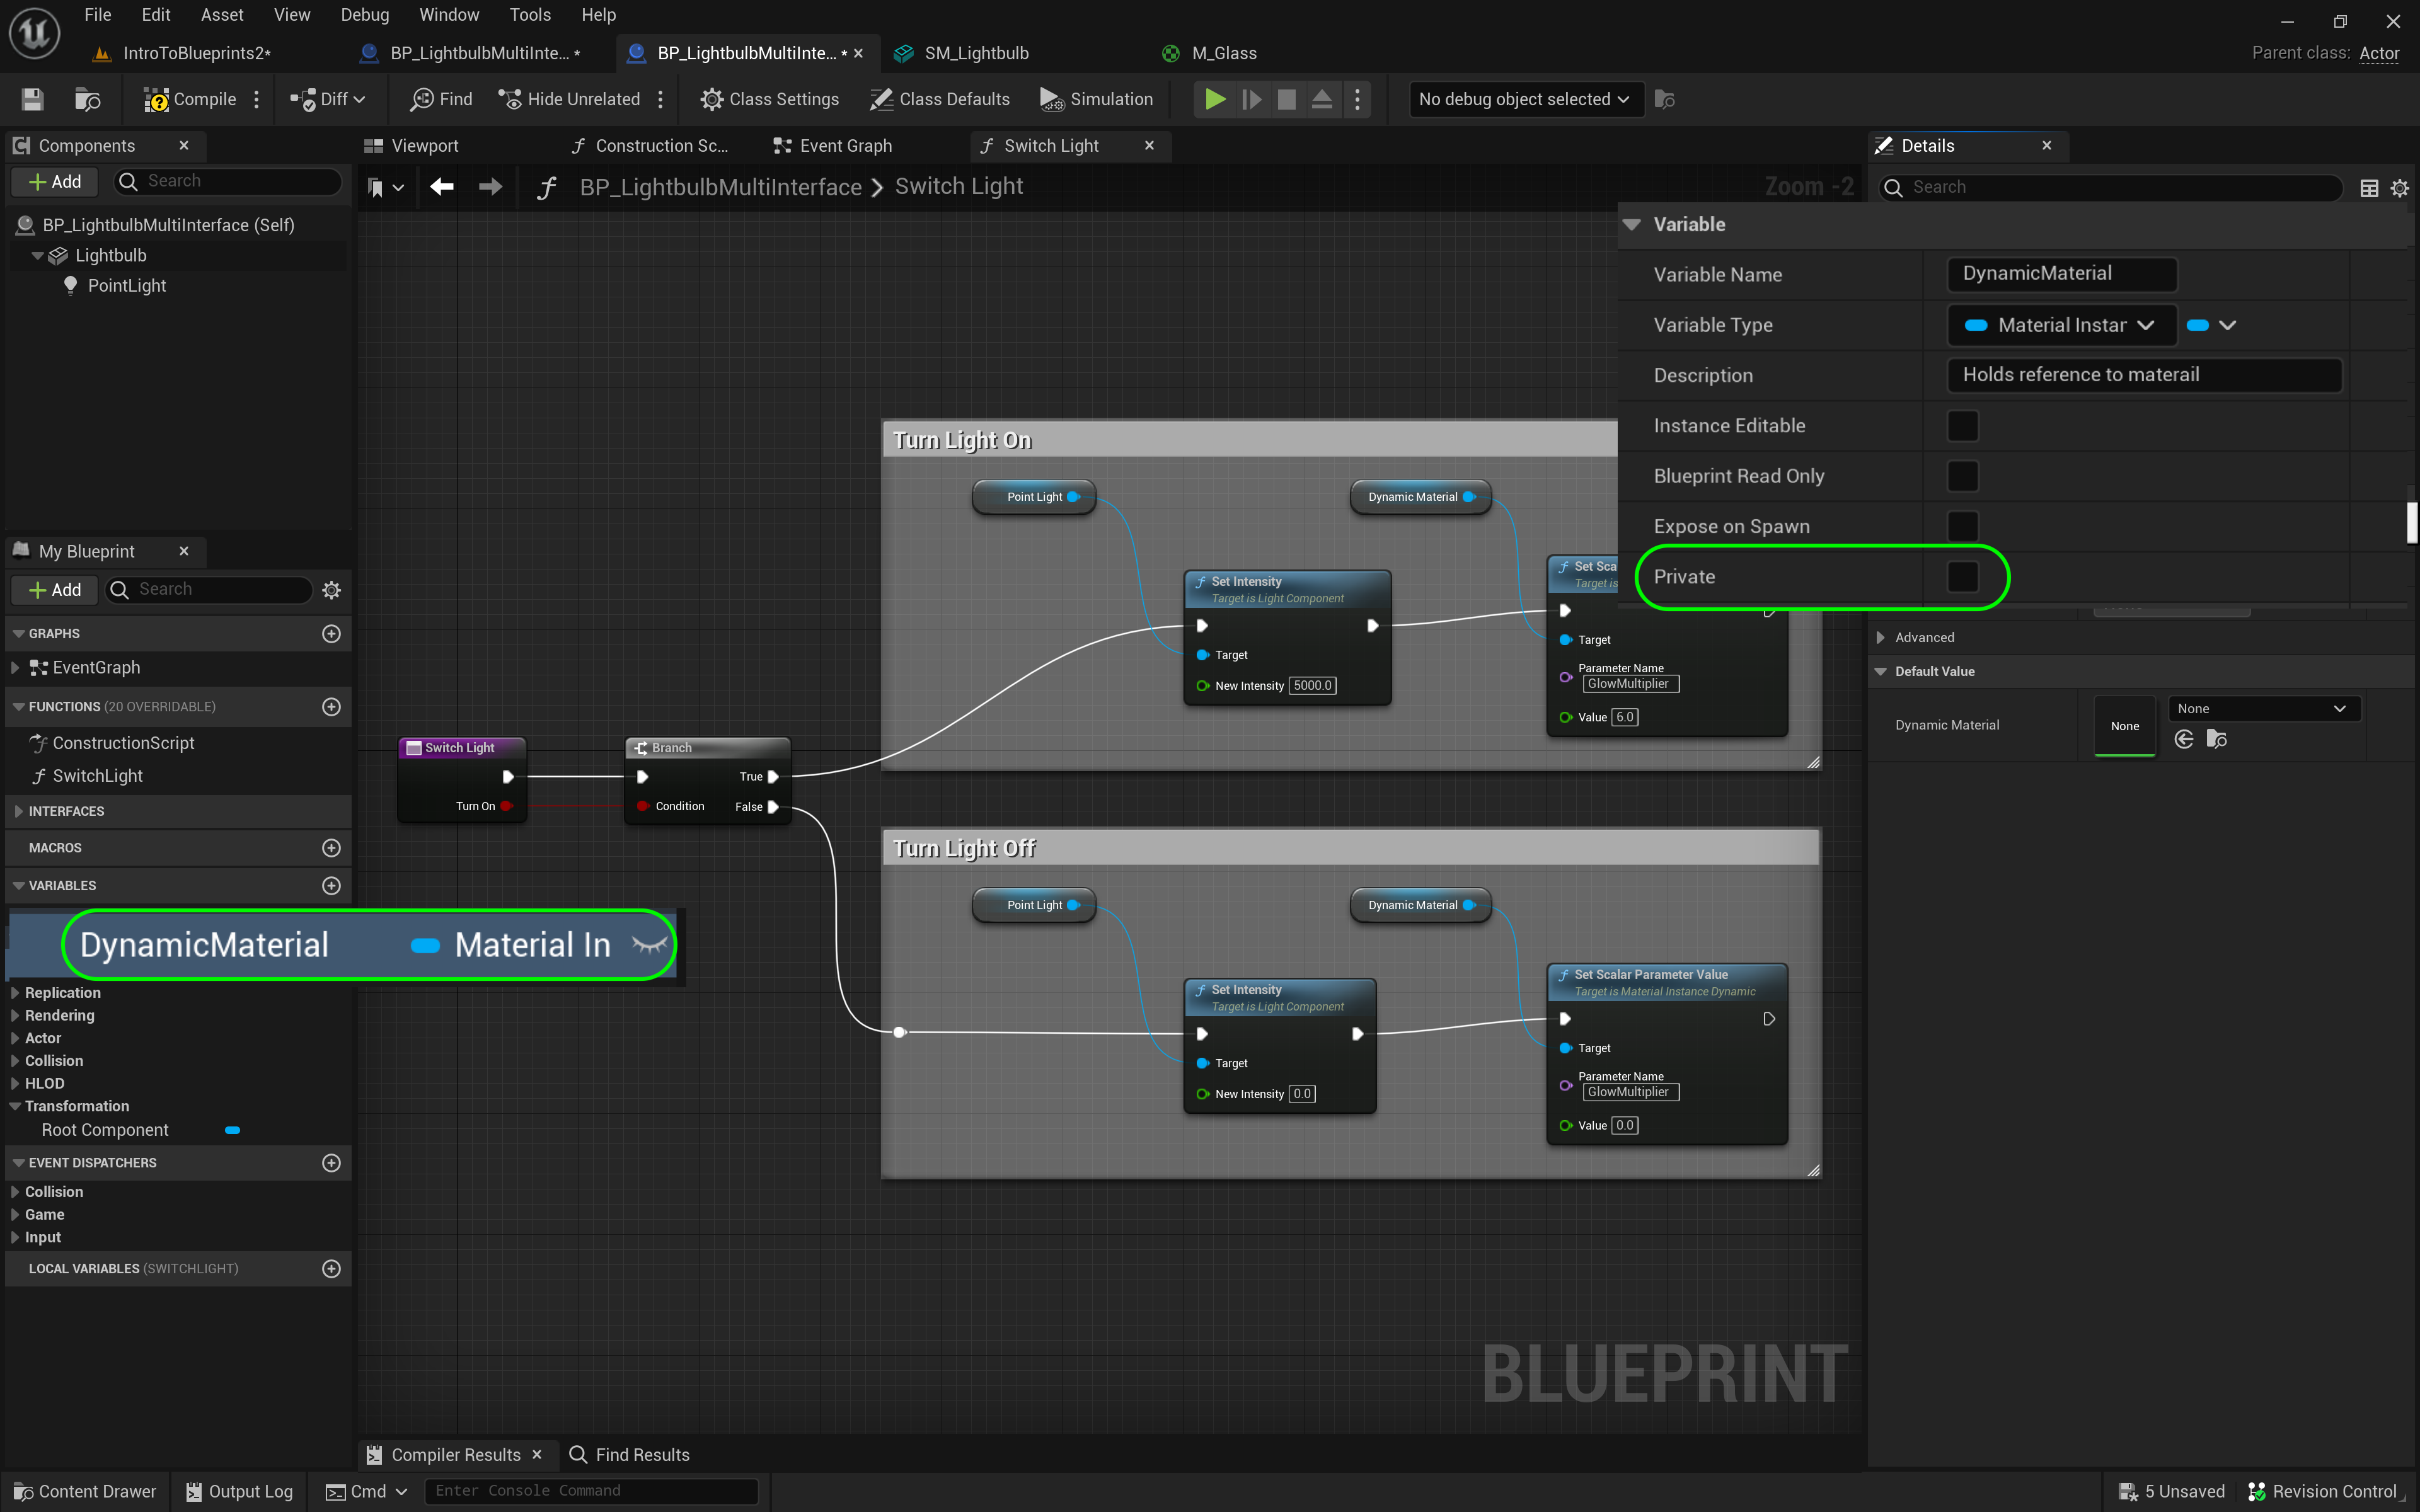 File Edit Asset View Debug Window Tools Help
IntroToBlueprints2*
BP_LightbulbMultiInte... *
BP_LightbulbMultiInte... *
SM_Lightbulb
M_Glass
Parent class: Actor
Compile
Diff
Find
Hide Unrelated
Class Settings
Class Defaults
Simulation
No debug object selected
Components
Add
Search
BP_LightbulbMultiInterface (Self)
Lightbulb
PointLight
Viewport
Construction Sc...
Event Graph
Switch Light
BP_LightbulbMultiInterface > Switch Light
Zoom -2
Details
Search
Variable
Variable Name
DynamicMaterial
Variable Type
Material Instar
Description
Holds reference to materail
Instance Editable
Blueprint Read Only
Expose on Spawn
Private
Advanced
Default Value
Dynamic Material
None
None
My Blueprint
Add
Search
GRAPHS
EventGraph
FUNCTIONS (20 OVERRIDABLE)
ConstructionScript
SwitchLight
INTERFACES
MACROS
VARIABLES
DynamicMaterial
Material In
Replication
Rendering
Actor
Collision
HLOD
Transformation
Root Component
EVENT DISPATCHERS
Collision
Game
Input
LOCAL VARIABLES (SWITCHLIGHT)
Switch Light
Turn On
Branch
True
Condition
False
Turn Light On
Point Light
Dynamic Material
Set Intensity
Target is Light Component
Target
New Intensity 5000.0
Set Sca
Target is
Target
Parameter Name
GlowMultiplier
Value 6.0
Turn Light Off
Point Light
Dynamic Material
Set Intensity
Target is Light Component
Target
New Intensity 0.0
Set Scalar Parameter Value
Target is Material Instance Dynamic
Target
Parameter Name
GlowMultiplier
Value 0.0
BLUEPRINT
Compiler Results
Find Results
Content Drawer
Output Log
Cmd
Enter Console Command
5 Unsaved
Revision Control